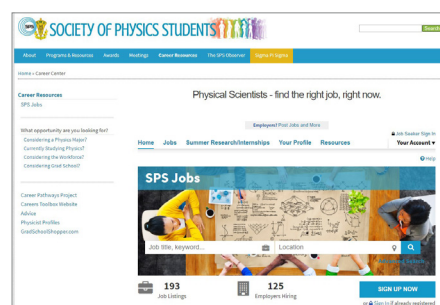 sps SOCIETY OF PHYSICS STUDENTS
Search
About Programs & Resources Awards Meetings Career Resources The SPS Observer Sigma Pi Sigma
Home » Career Center
Career Resources
SPS Jobs
What opportunity are you looking for?
Considering a Physics Major?
Currently Studying Physics?
Considering the Workforce?
Considering Grad School?
Career Pathways Project
Careers Toolbox Website
Advice
Physicist Profiles
GradSchoolShopper.com
Physical Scientists - find the right job, right now.
Employers! Post Jobs and More
Job Seeker Sign In
Home Jobs Summer Research/Internships Your Profile Resources Your Account
Help
SPS Jobs
Job title, keyword... Location
193
Job Listings
125
Employers Hiring
SIGN UP NOW
or Sign In if already registered